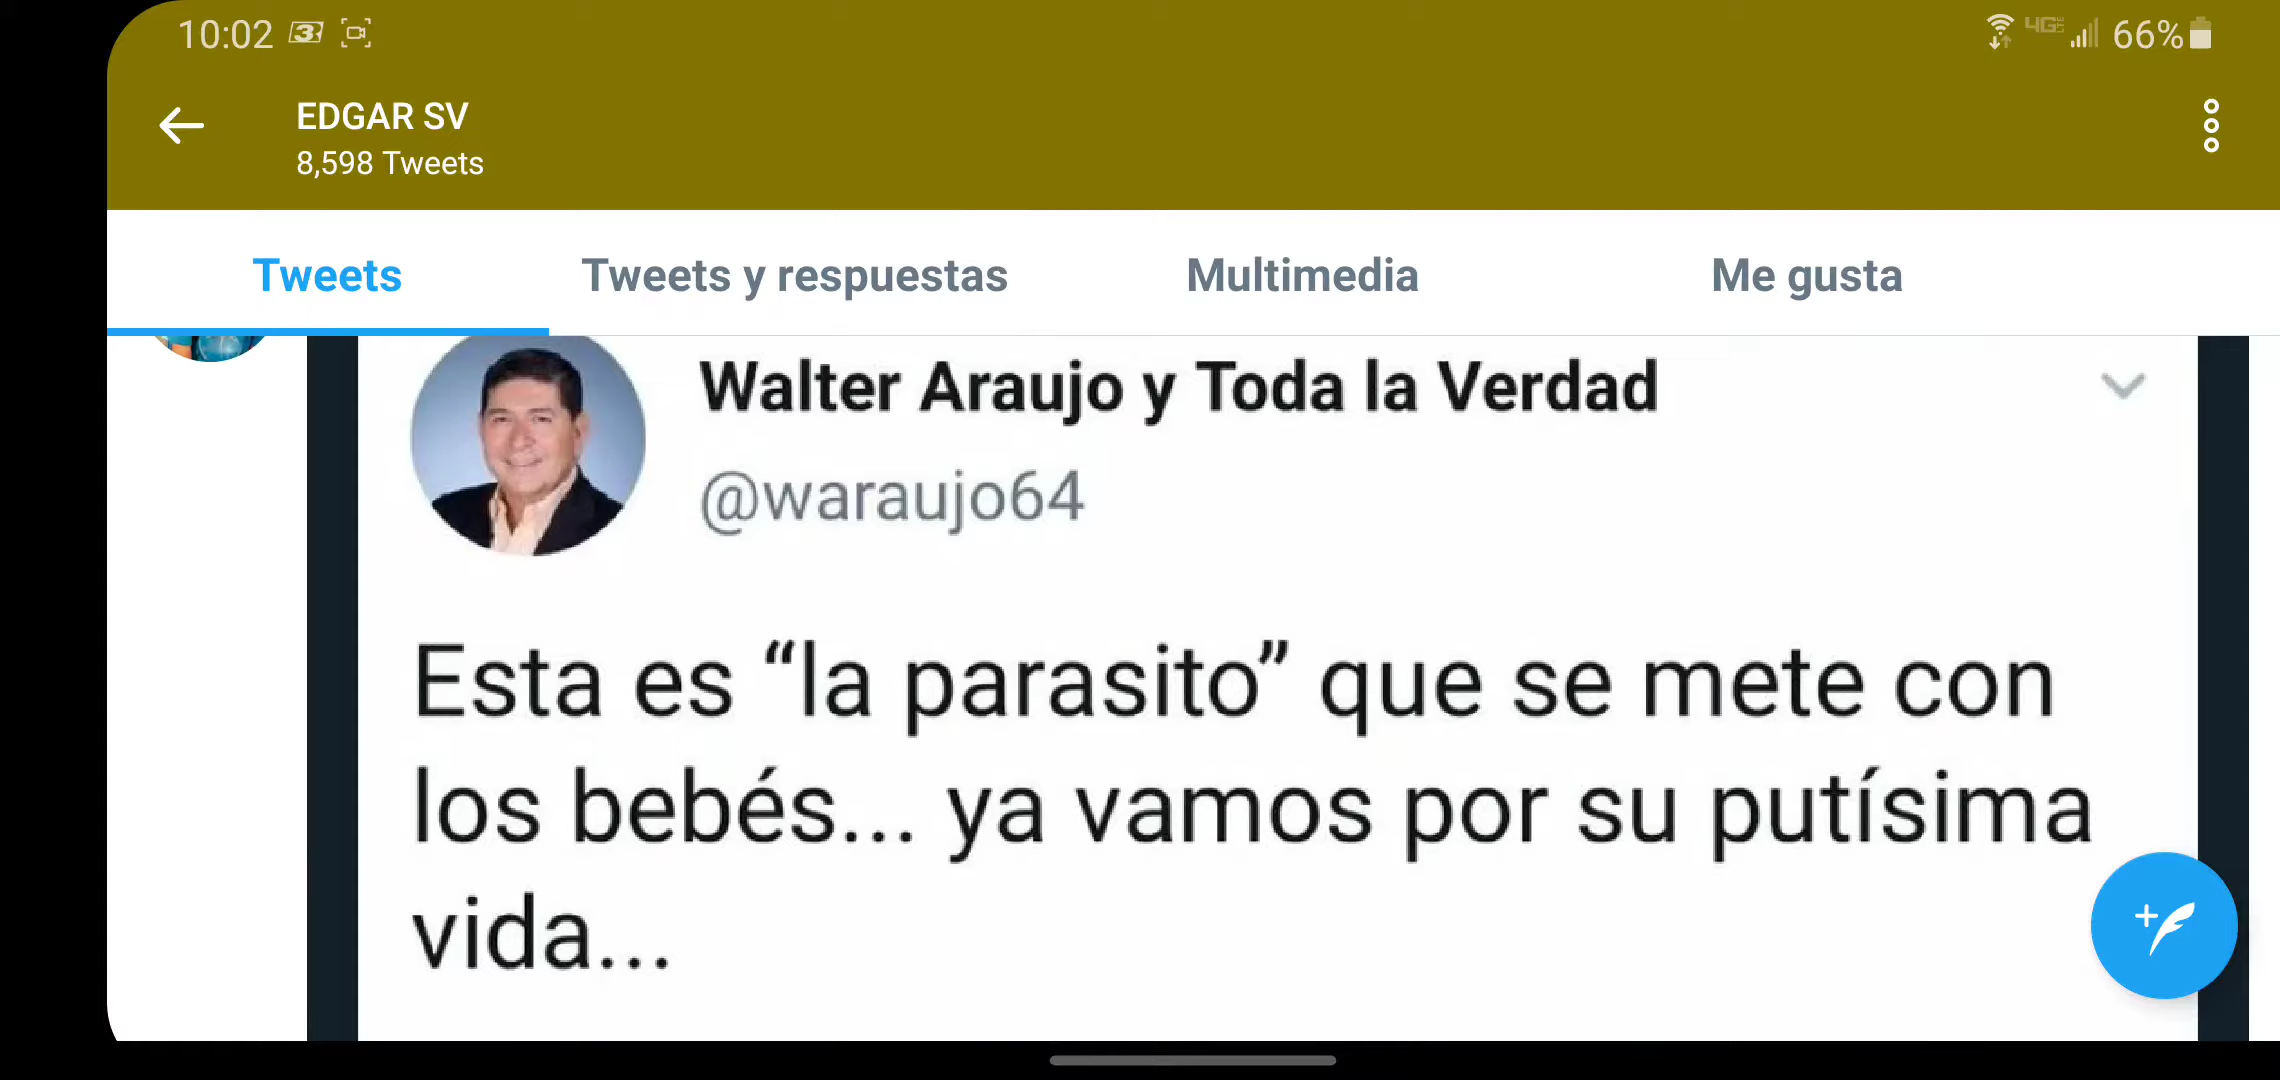 10:02
4G 66%
EDGAR SV
8,598 Tweets
Tweets Tweets y respuestas Multimedia Me gusta
Walter Araujo y Toda la Verdad
@waraujo64
Esta es “la parasito” que se mete con
los bebés... ya vamos por su putísima
vida...